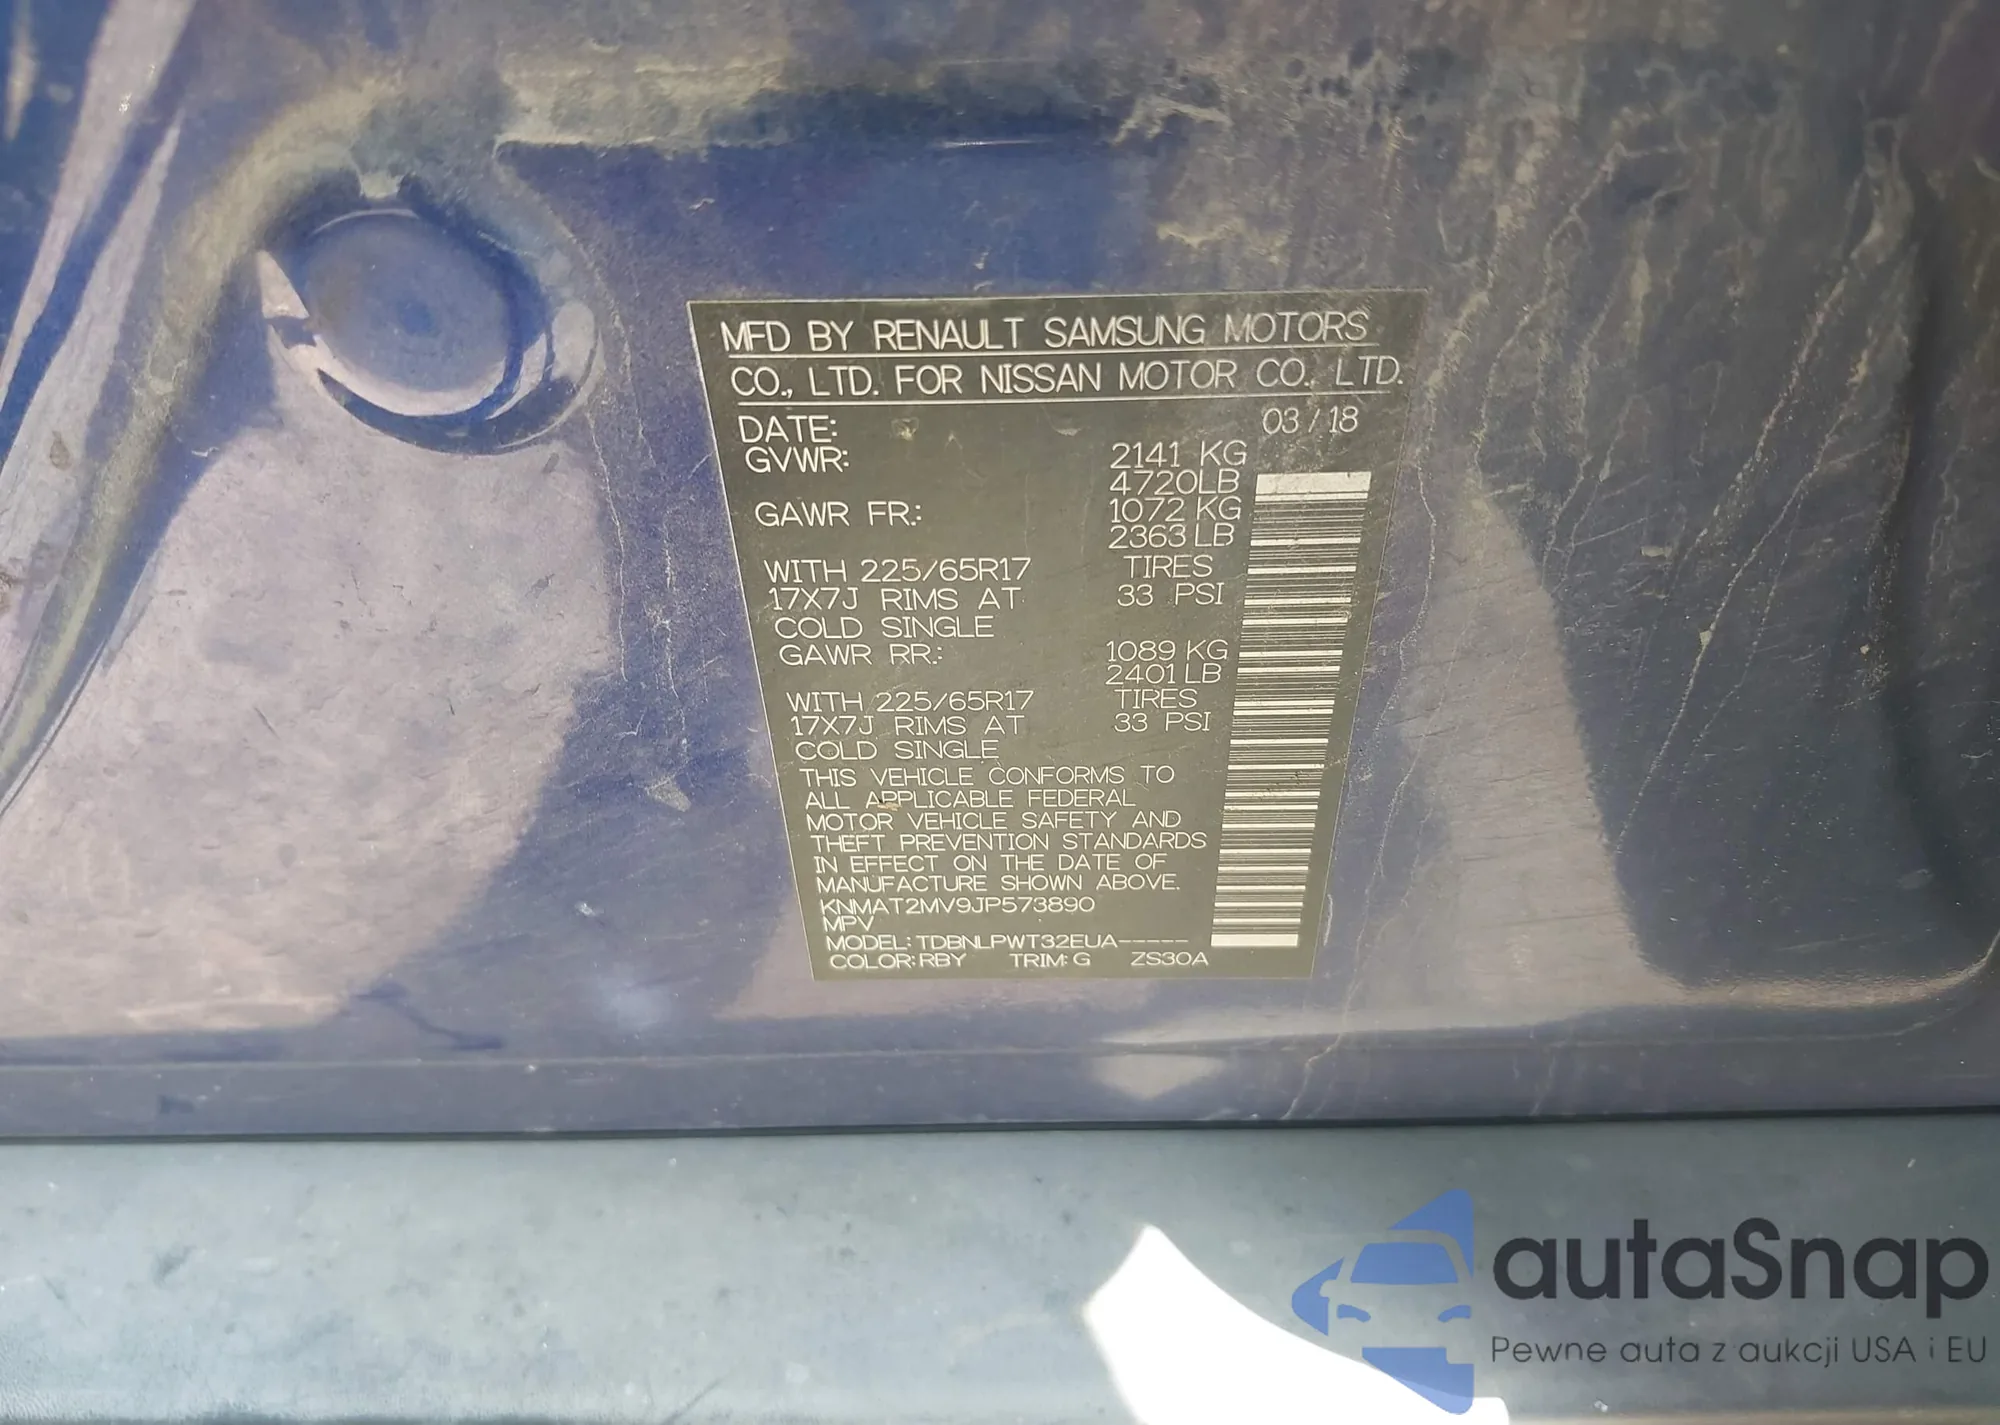 MFD BY RENAULT SAMSUNG MOTORS
CO., LTD. FOR NISSAN MOTOR CO., LTD.
DATE: 03 / 18
GVWR: 2141 KG
4720LB
GAWR FR.: 1072 KG
2363 LB
WITH 225/65R17 TIRES
17X7J RIMS AT 33 PSI
COLD SINGLE
GAWR RR.: 1089 KG
2401 LB
WITH 225/65R17 TIRES
17X7J RIMS AT 33 PSI
COLD SINGLE
THIS VEHICLE CONFORMS TO
ALL APPLICABLE FEDERAL
MOTOR VEHICLE SAFETY AND
THEFT PREVENTION STANDARDS
IN EFFECT ON THE DATE OF
MANUFACTURE SHOWN ABOVE.
KNMAT2MV9JP573890
MPV
MODEL: TDBNLPWT32EUA-----
COLOR: RBY TRIM: G ZS30A
autaSnap
Pewne auta z aukcji USA i EU